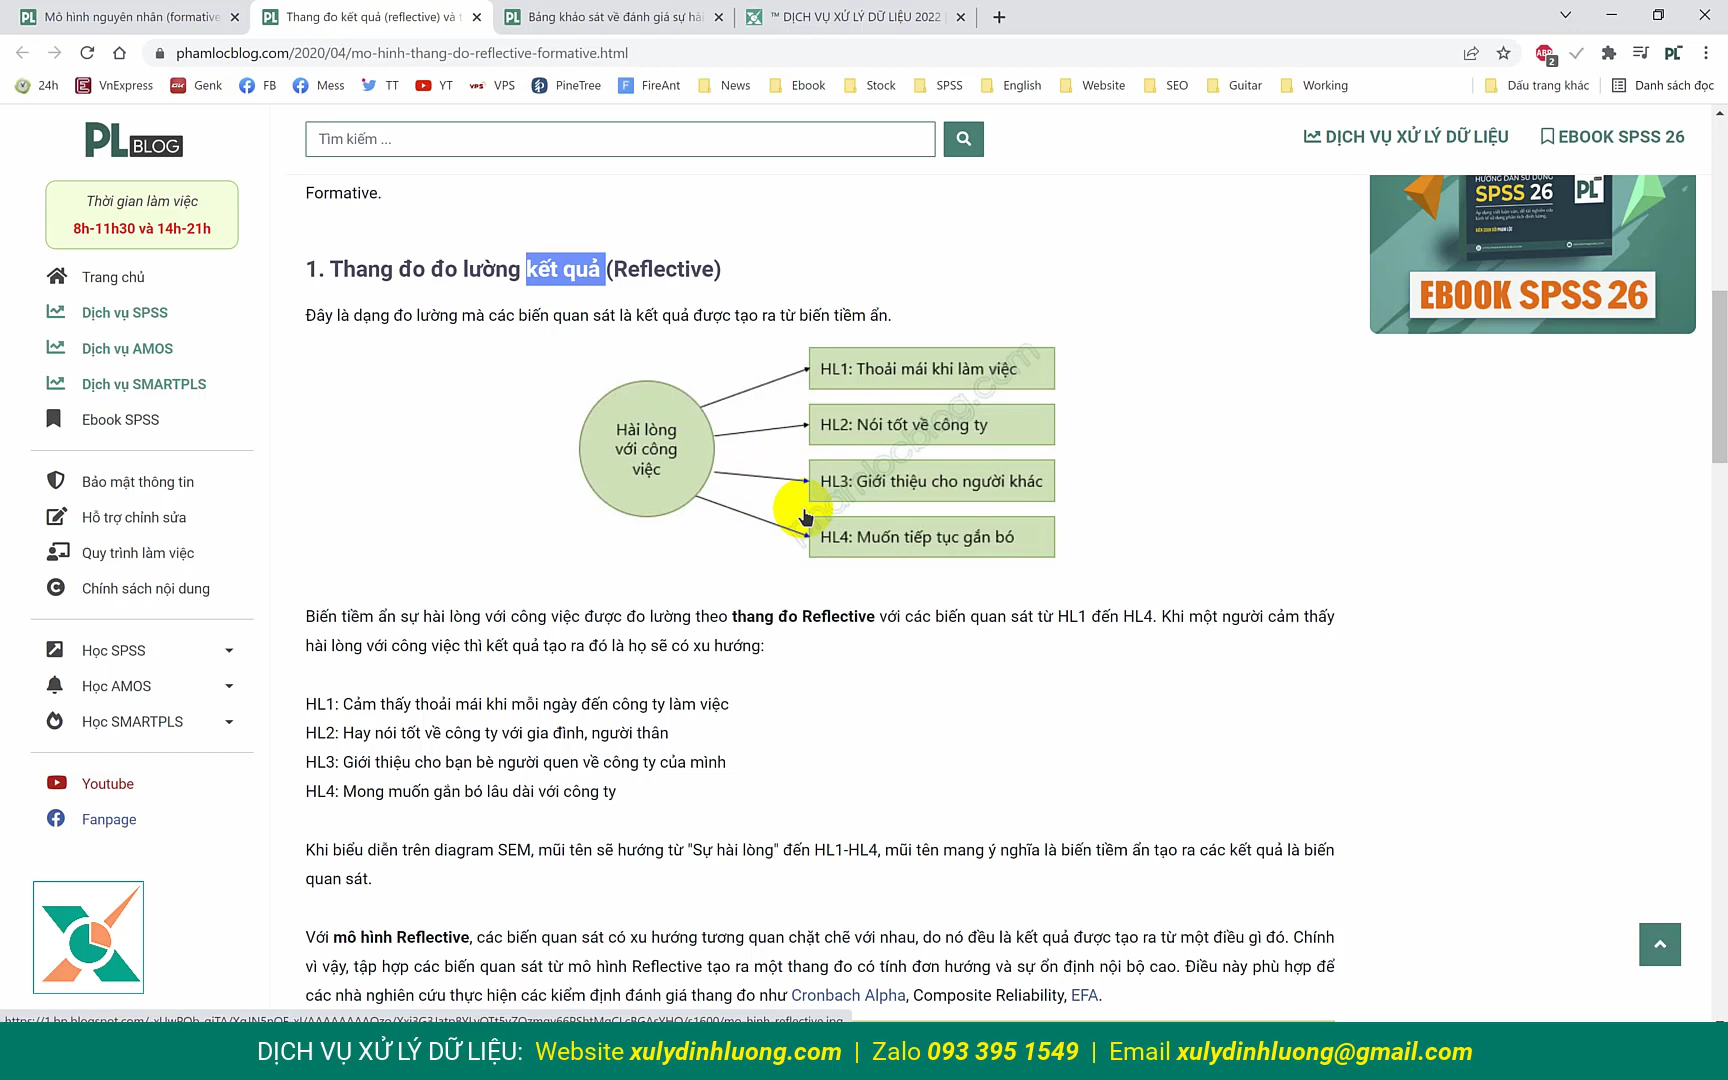 Mô hình nguyên nhân (formative
Thang đo kết quả (reflective) và t
Bảng khảo sát về đánh giá sự hài
™ DỊCH VỤ XỬ LÝ DỮ LIỆU 2022
phamlocblog.com/2020/04/mo-hinh-thang-do-reflective-formative.html
ABP
2
PL
24h
VnExpress
Genk
FB
Mess
TT
YT
VPS
PineTree
FireAnt
News
Ebook
Stock
SPSS
English
Website
SEO
Guitar
Working
Dấu trang khác
Danh sách đọc
PL BLOG
Tìm kiếm ...
DỊCH VỤ XỬ LÝ DỮ LIỆU
EBOOK SPSS 26
Thời gian làm việc
8h-11h30 và 14h-21h
Trang chủ
Dịch vụ SPSS
Dịch vụ AMOS
Dịch vụ SMARTPLS
Ebook SPSS
Bảo mật thông tin
Hỗ trợ chỉnh sửa
Quy trình làm việc
Chính sách nội dung
Học SPSS
Học AMOS
Học SMARTPLS
Youtube
Fanpage
Formative.
1. Thang đo đo lường kết quả (Reflective)
Đây là dạng đo lường mà các biến quan sát là kết quả được tạo ra từ biến tiềm ẩn.
Hài lòng
với công
việc
HL1: Thoải mái khi làm việc
HL2: Nói tốt về công ty
HL3: Giới thiệu cho người khác
HL4: Muốn tiếp tục gắn bó
phamlocblog.com
Biến tiềm ẩn sự hài lòng với công việc được đo lường theo thang đo Reflective với các biến quan sát từ HL1 đến HL4. Khi một người cảm thấy
hài lòng với công việc thì kết quả tạo ra đó là họ sẽ có xu hướng:
HL1: Cảm thấy thoải mái khi mỗi ngày đến công ty làm việc
HL2: Hay nói tốt về công ty với gia đình, người thân
HL3: Giới thiệu cho bạn bè người quen về công ty của mình
HL4: Mong muốn gắn bó lâu dài với công ty
Khi biểu diễn trên diagram SEM, mũi tên sẽ hướng từ "Sự hài lòng" đến HL1-HL4, mũi tên mang ý nghĩa là biến tiềm ẩn tạo ra các kết quả là biến
quan sát.
Với mô hình Reflective, các biến quan sát có xu hướng tương quan chặt chẽ với nhau, do nó đều là kết quả được tạo ra từ một điều gì đó. Chính
vì vậy, tập hợp các biến quan sát từ mô hình Reflective tạo ra một thang đo có tính đơn hướng và sự ổn định nội bộ cao. Điều này phù hợp để
các nhà nghiên cứu thực hiện các kiểm định đánh giá thang đo như Cronbach Alpha, Composite Reliability, EFA.
HƯỚNG DẪN SỬ DỤNG
SPSS 26
PL
EBOOK SPSS 26
DỊCH VỤ XỬ LÝ DỮ LIỆU: Website xulydinhluong.com | Zalo 093 395 1549 | Email xulydinhluong@gmail.com